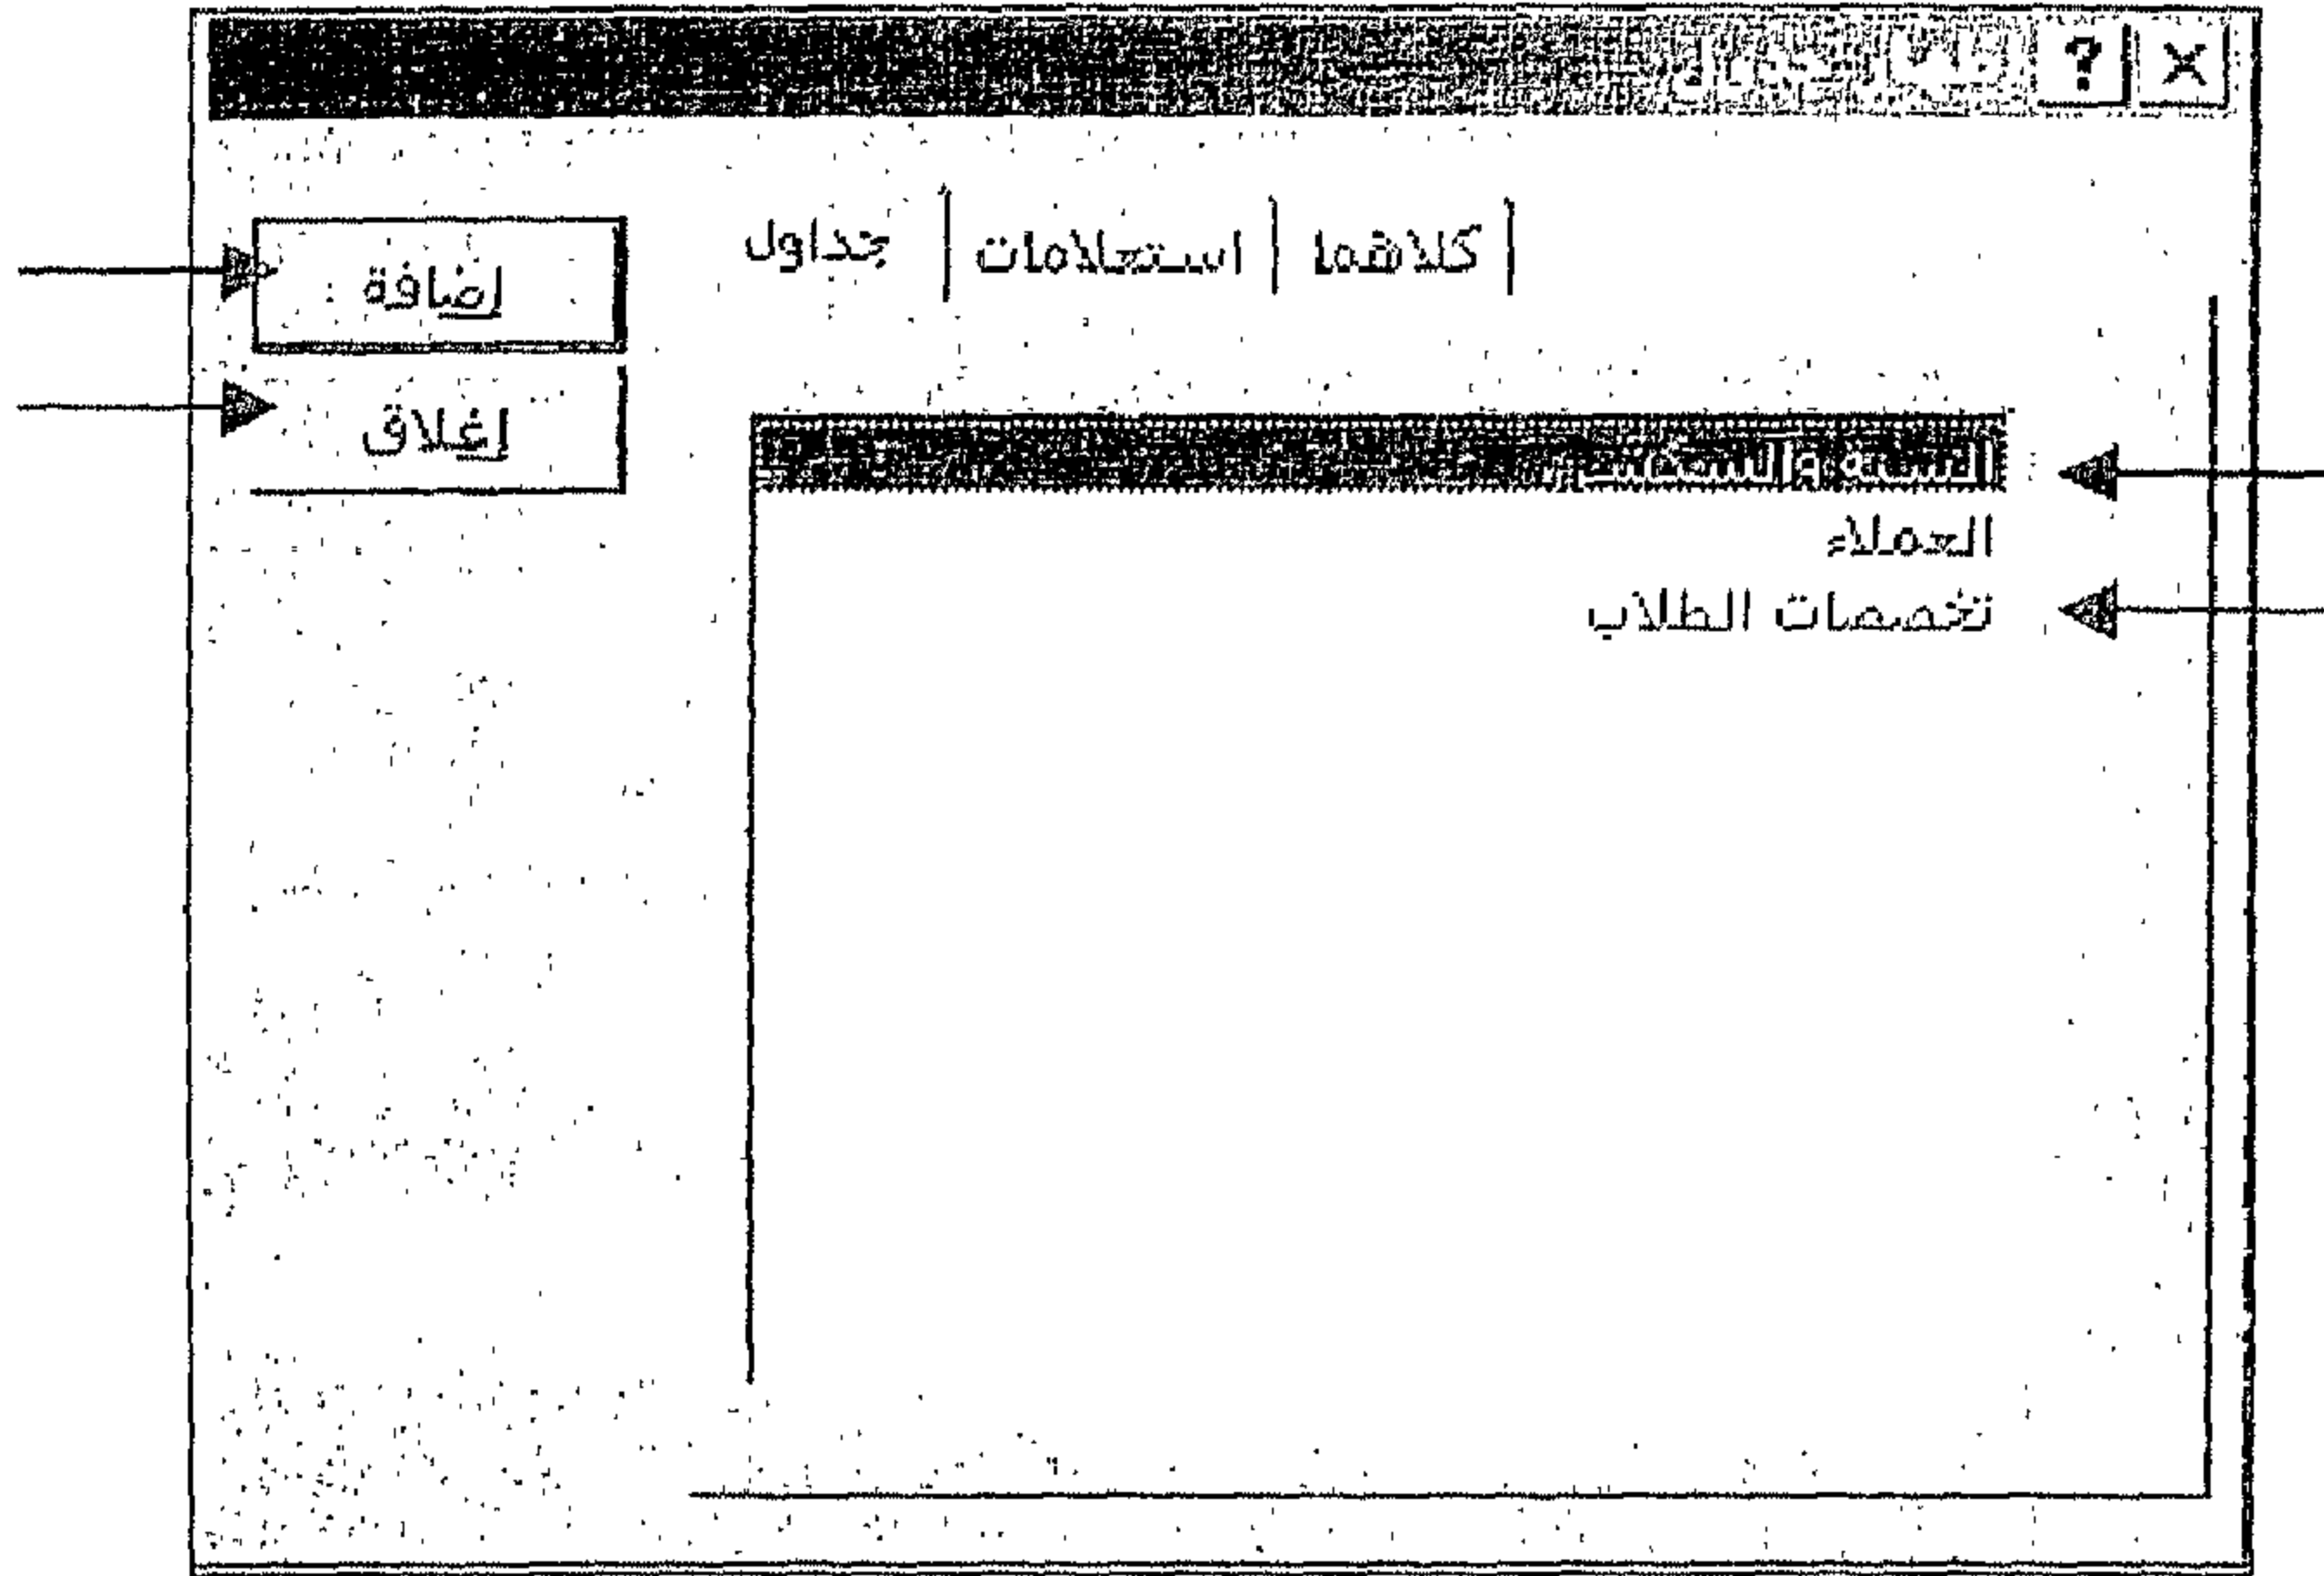 ? ×
جداول | استعلامات | كلاهما
إضافة
إغلاق
العملاء
تخصصات الطلاب